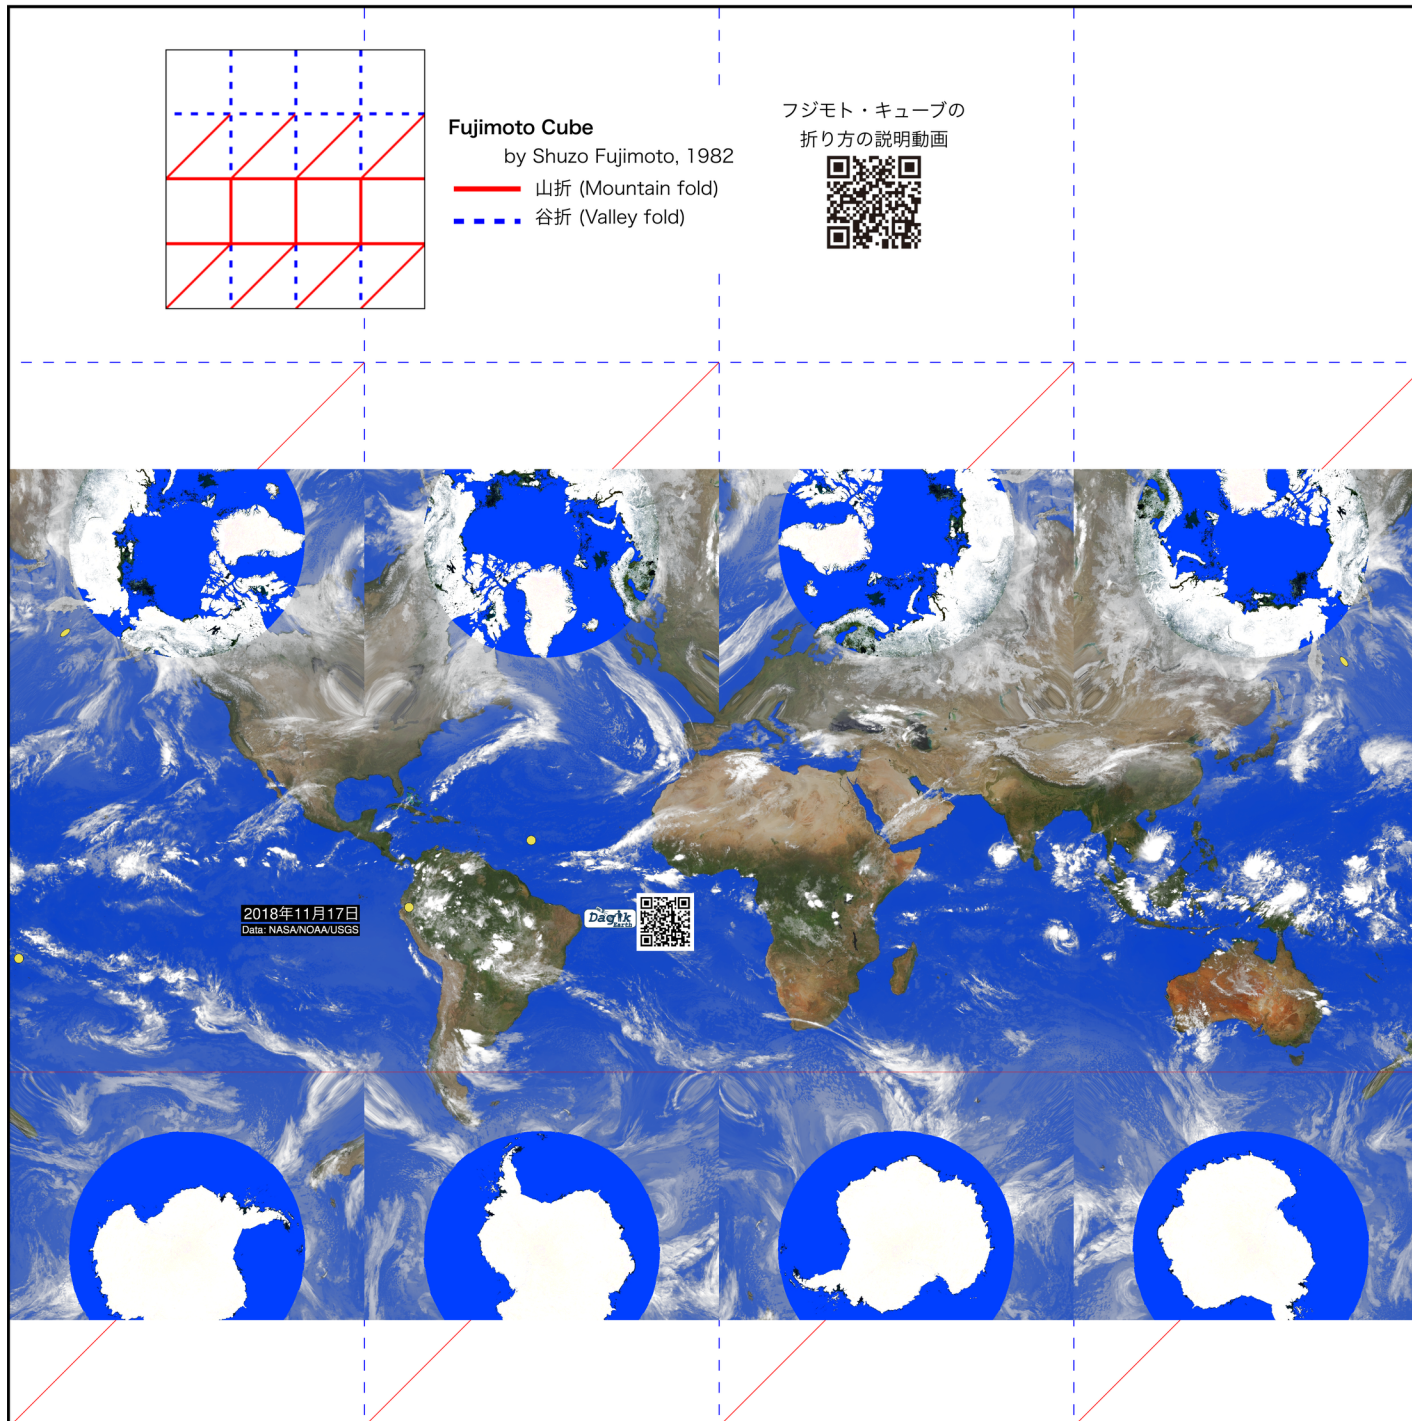 Fujimoto Cube
by Shuzo Fujimoto, 1982
山折 (Mountain fold)
谷折 (Valley fold)
フジモト・キューブの
折り方の説明動画
2018年11月17日
Data: NASA/NOAA/USGS
Dagik
Earth